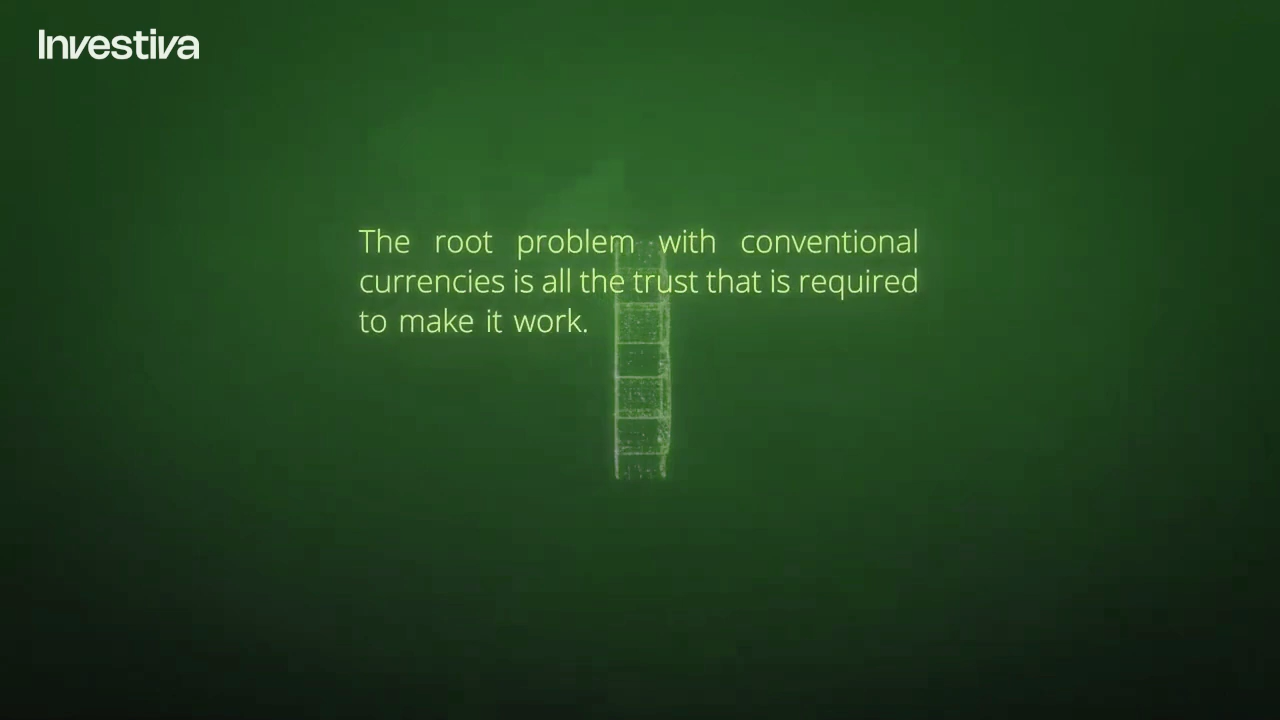 Investiva
The root problem with conventional
currencies is all the trust that is required
to make it work.